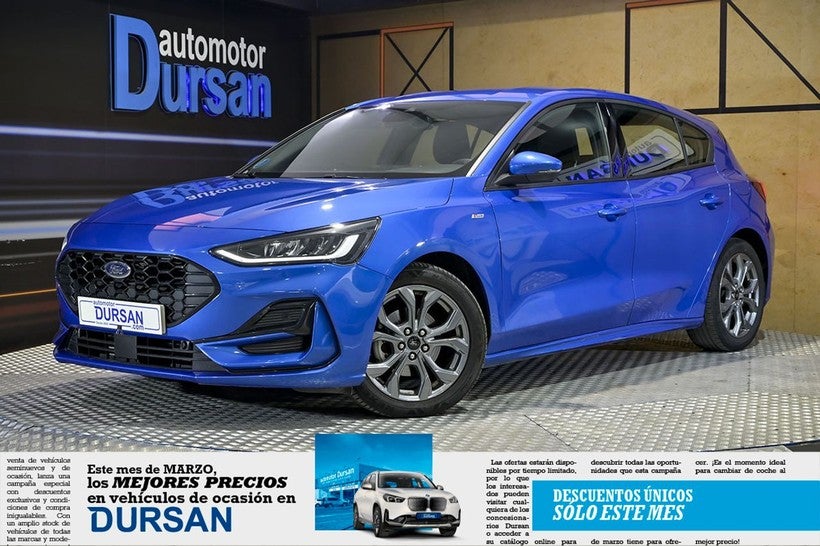 automotor
Dursan
Ford
automotor
DURSAN
.com
venta de vehículos
seminuevos y de
ocasión, lanza una
campaña especial
con descuentos
exclusivos y condi-
ciones de compra
inigualables. Con
un amplio stock de
vehículos de todas
las marcas y mode-
Este mes de MARZO,
los MEJORES PRECIOS
en vehículos de ocasión en
DURSAN
automotor Dursan
Las ofertas estarán dispo-
nibles por tiempo limitado,
por lo que
los interesa-
dos pueden
visitar cual-
quiera de los
concesiona-
rios Dursan
o acceder a
su catálogo online para
descubrir todas las oportu-
nidades que esta campaña
de marzo tiene para ofre-
cer. ¡Es el momento ideal
para cambiar de coche al
mejor precio!
DESCUENTOS ÚNICOS
SÓLO ESTE MES